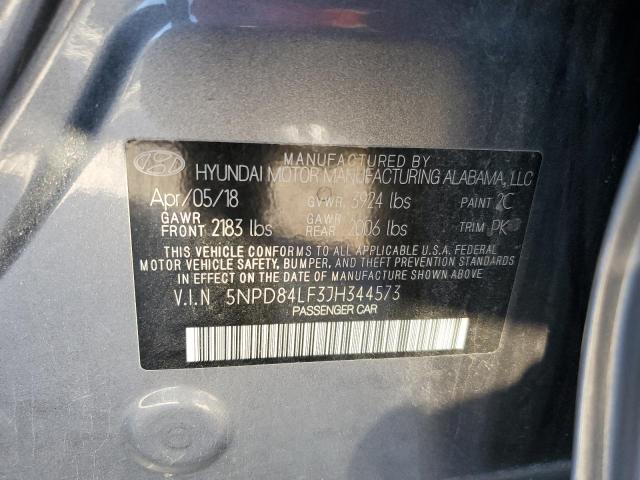 MANUFACTURED BY
HYUNDAI MOTOR MANUFACTURING ALABAMA, LLC
Apr/05/18 GVWR 3924 lbs PAINT 2C
GAWR FRONT 2183 lbs GAWR REAR 2006 lbs TRIM PK
THIS VEHICLE CONFORMS TO ALL APPLICABLE U.S.A. FEDERAL
MOTOR VEHICLE SAFETY, BUMPER, AND THEFT PREVENTION STANDARDS
IN EFFECT ON THE DATE OF MANUFACTURE SHOWN ABOVE.
V.I.N 5NPD84LF3JH344573
PASSENGER CAR